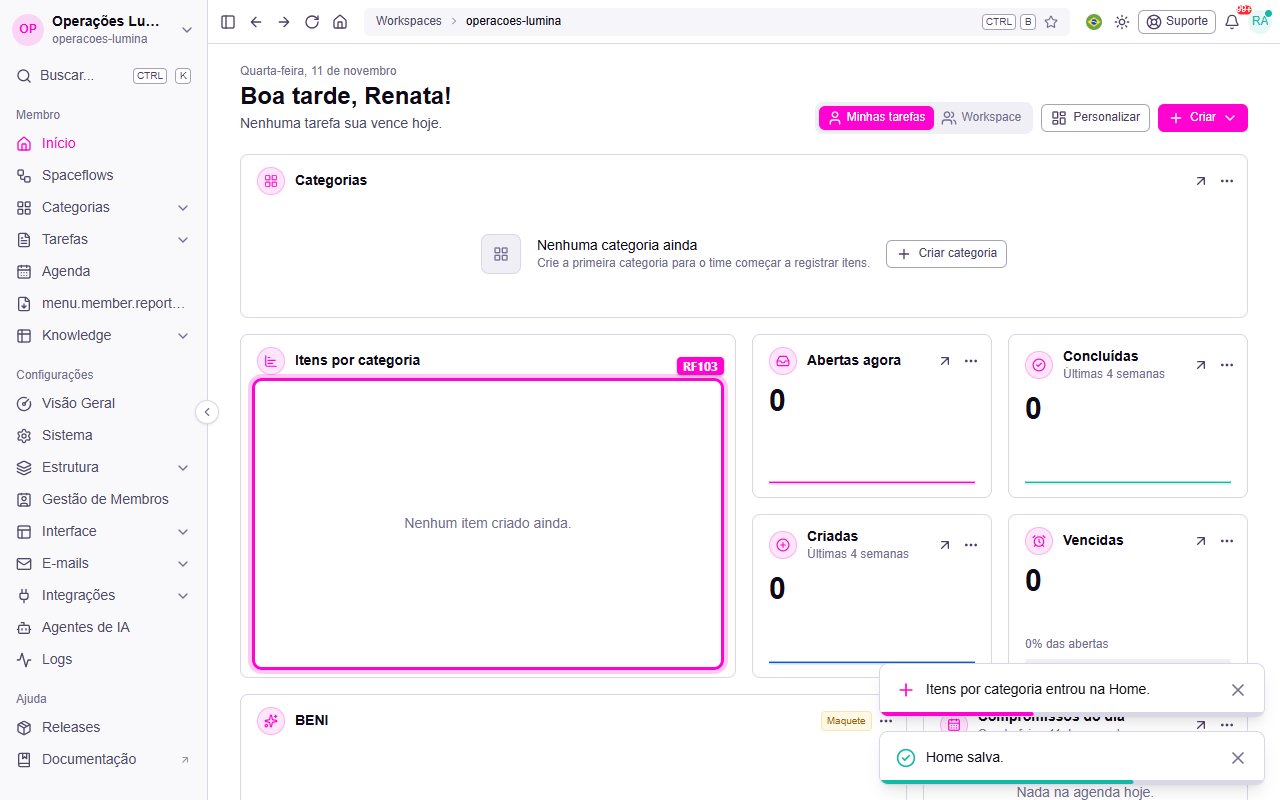 OP
Operações Lu...
operacoes-lumina
Workspaces
operacoes-lumina
CTRL
B
Suporte
99+
RA
Buscar...
CTRL
K
Membro
Início
Spaceflows
Categorias
Tarefas
Agenda
menu.member.report...
Knowledge
Configurações
Visão Geral
Sistema
Estrutura
Gestão de Membros
Interface
E-mails
Integrações
Agentes de IA
Logs
Ajuda
Releases
Documentação
Quarta-feira, 11 de novembro
Boa tarde, Renata!
Nenhuma tarefa sua vence hoje.
Minhas tarefas
Workspace
Personalizar
Criar
Categorias
Nenhuma categoria ainda
Crie a primeira categoria para o time começar a registrar itens.
Criar categoria
Itens por categoria
RF103
Nenhum item criado ainda.
Abertas agora
0
Concluídas
Últimas 4 semanas
0
Criadas
Últimas 4 semanas
0
Vencidas
0
0% das abertas
BENI
Maquete
Compromissos do dia
Itens por categoria entrou na Home.
Home salva.
Nada na agenda hoje.